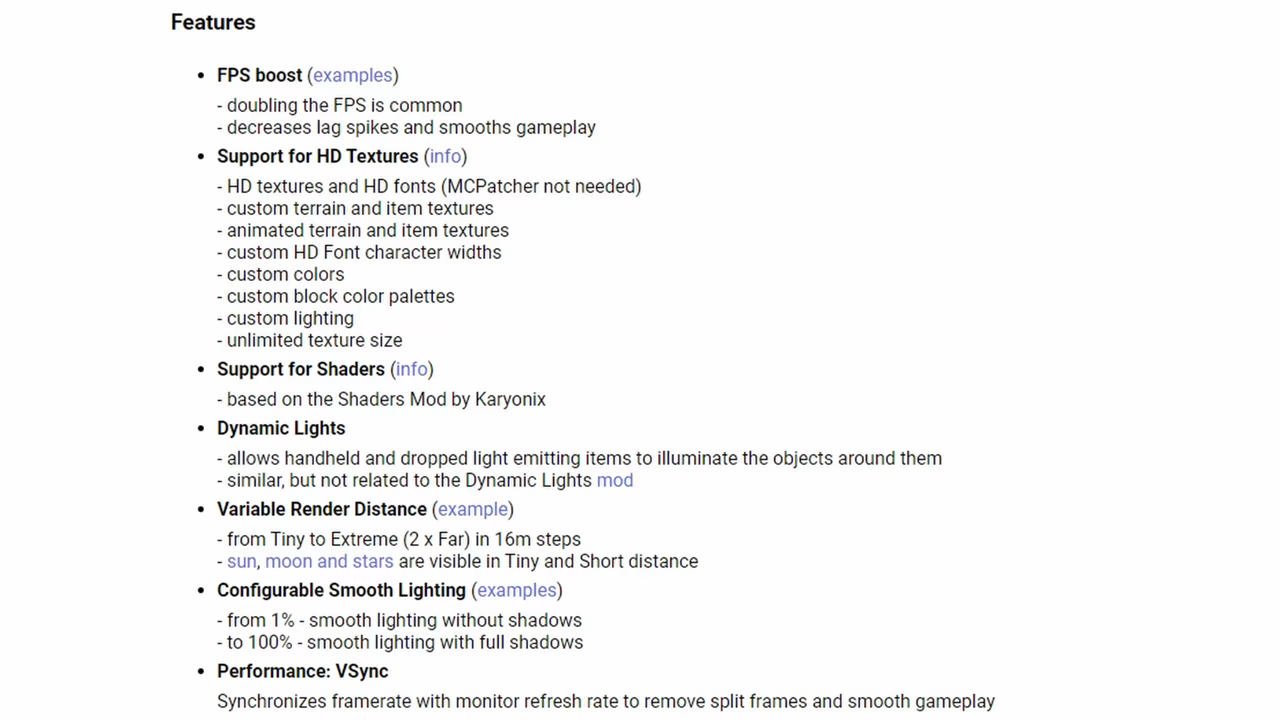 Features
• FPS boost (examples)
- doubling the FPS is common
- decreases lag spikes and smooths gameplay
• Support for HD Textures (info)
- HD textures and HD fonts (MCPatcher not needed)
- custom terrain and item textures
- animated terrain and item textures
- custom HD Font character widths
- custom colors
- custom block color palettes
- custom lighting
- unlimited texture size
• Support for Shaders (info)
- based on the Shaders Mod by Karyonix
• Dynamic Lights
- allows handheld and dropped light emitting items to illuminate the objects around them
- similar, but not related to the Dynamic Lights mod
• Variable Render Distance (example)
- from Tiny to Extreme (2 x Far) in 16m steps
- sun, moon and stars are visible in Tiny and Short distance
• Configurable Smooth Lighting (examples)
- from 1% - smooth lighting without shadows
- to 100% - smooth lighting with full shadows
• Performance: VSync
Synchronizes framerate with monitor refresh rate to remove split frames and smooth gameplay